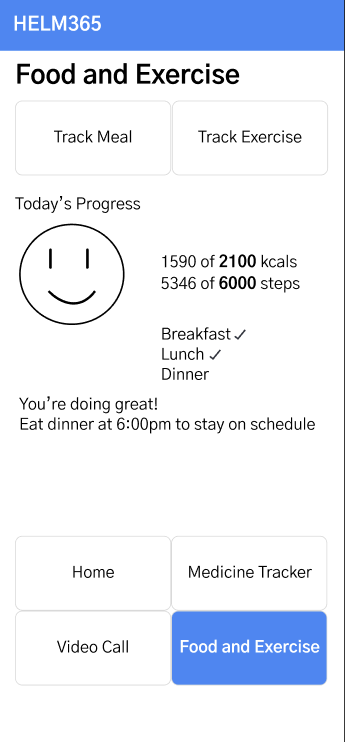 HELM365
Food and Exercise
Track Meal
Track Exercise
Today's Progress
1590 of 2100 kcals
5346 of 6000 steps
Breakfast ✓
Lunch ✓
Dinner
You're doing great!
Eat dinner at 6:00pm to stay on schedule
Home
Medicine Tracker
Video Call
Food and Exercise